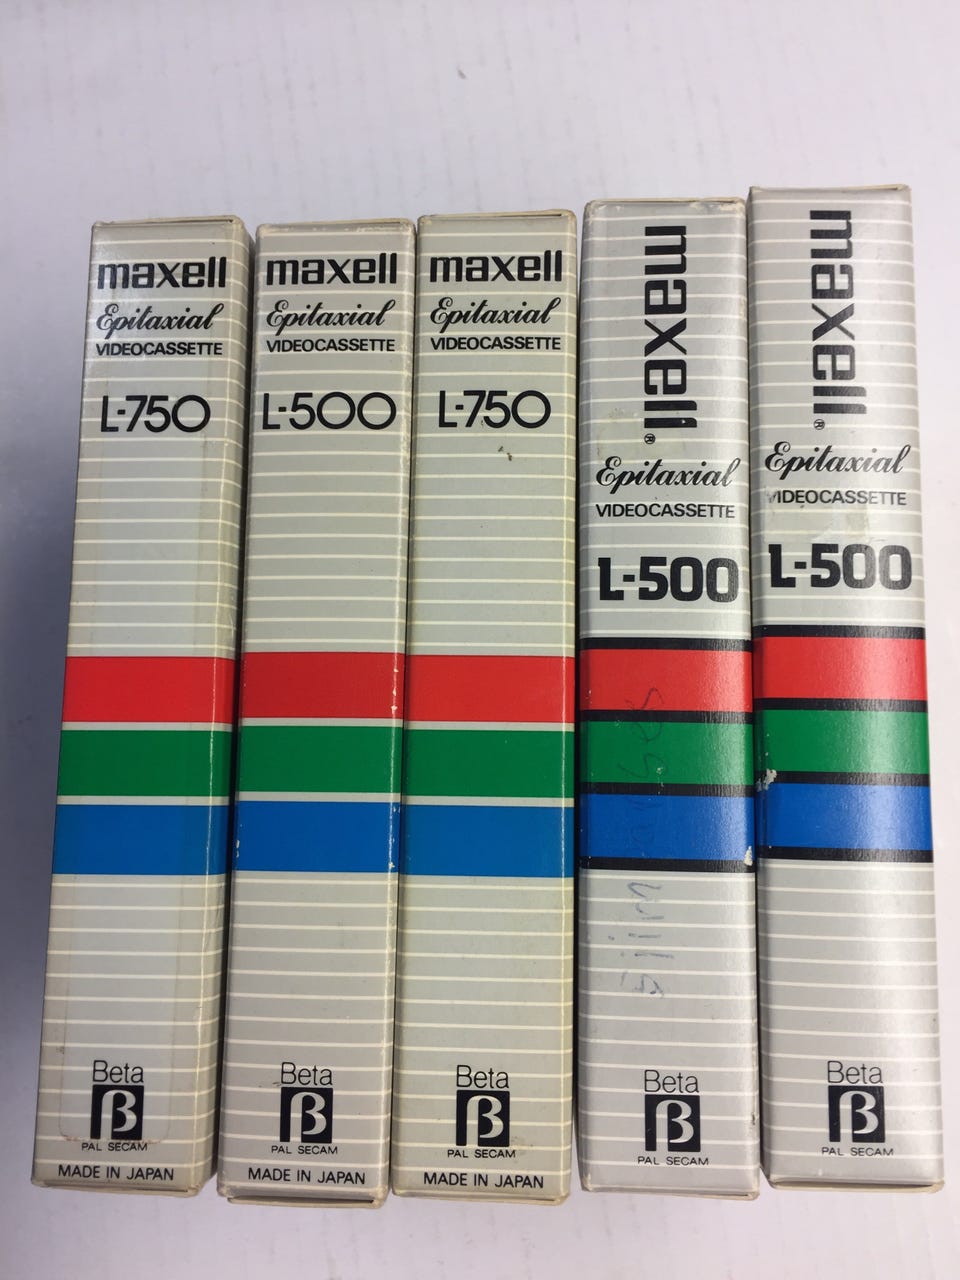 maxell
Epitaxial
VIDEOCASSETTE
L-750
Beta
B
PAL SECAM
MADE IN JAPAN
maxell
Epitaxial
VIDEOCASSETTE
L-500
Beta
B
PAL SECAM
MADE IN JAPAN
maxell
Epitaxial
VIDEOCASSETTE
L-750
Beta
B
PAL SECAM
MADE IN JAPAN
maxell®
Epitaxial
VIDEOCASSETTE
L-500
Beta
B
PAL SECAM
maxell®
Epitaxial
VIDEOCASSETTE
L-500
Beta
B
PAL SECAM